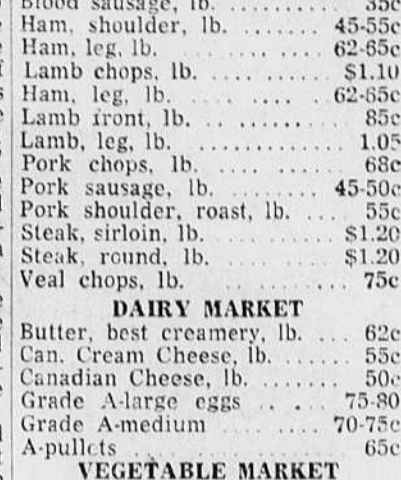 Blood sausage, lb. .......... 35c
Ham, shoulder, lb. ....... 45-55c
Ham, leg, lb. ............ 62-65c
Lamb chops, lb. .......... $1.10
Ham, leg, lb. ............ 62-65c
Lamb front, lb. ............ 85c
Lamb, leg, lb. ............ 1.05
Pork chops, lb. ............ 68c
Pork sausage, lb. ........ 45-50c
Pork shoulder, roast, lb. .... 55c
Steak, sirloin, lb. ........ $1.20
Steak, round, lb. ......... $1.20
Veal chops, lb. ............ 75c
DAIRY MARKET
Butter, best creamery, lb. ... 62c
Can. Cream Cheese, lb. ..... 55c
Canadian Cheese, lb. ....... 50c
Grade A-large eggs ...... 75-80
Grade A-medium ........ 70-75c
A-pullets .................. 65c
VEGETABLE MARKET